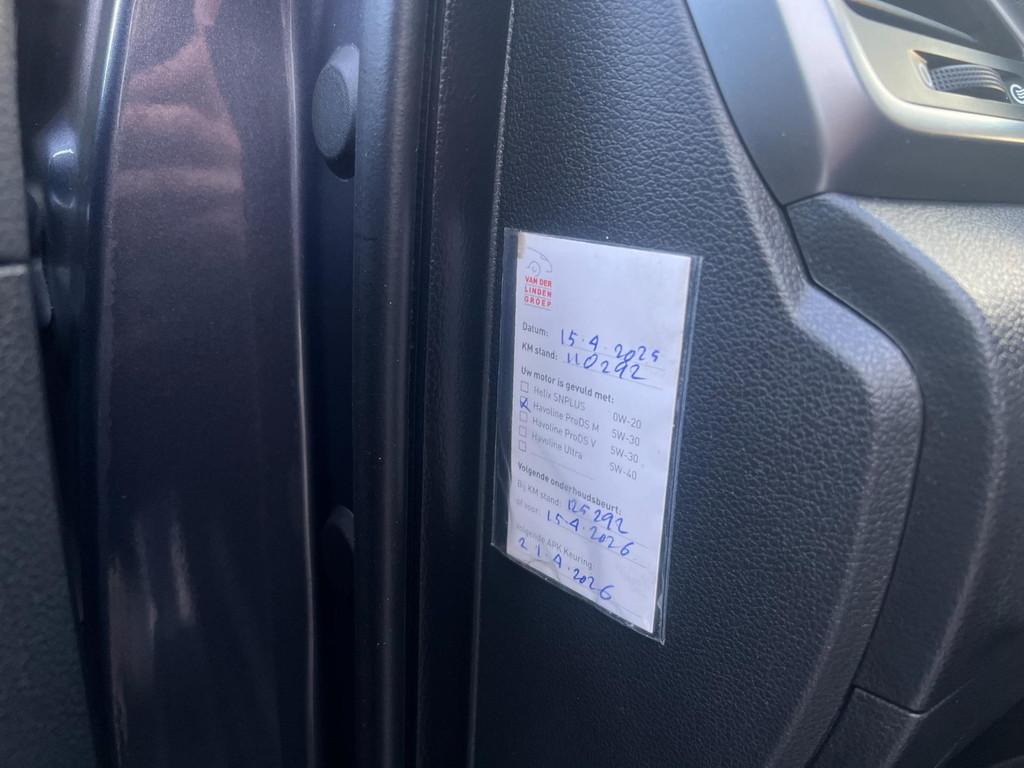 VAN DER
LINDEN
GROEP
Datum: 15.4.2025
KM stand: 110292
Uw motor is gevuld met:
Helix SNPLUS 0W-20
Havoline ProDS M 5W-30
Havoline ProDS V 5W-30
Havoline Ultra 5W-40
Volgende onderhoudsbeurt:
Bij KM stand: 125292
of voor: 15.4.2026
Volgende APK Keuring
21.4.2026